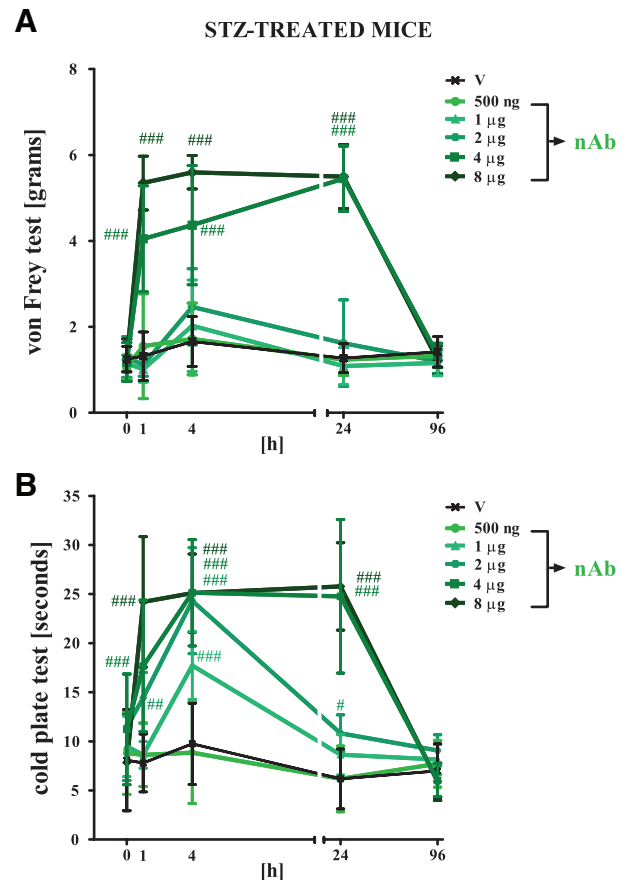 A
STZ-TREATED MICE
von Frey test [grams]
8
6
4
2
0
###
###
###
###
###
###
0 1 4 24 96
[h]
V
500 ng
1 µg
2 µg
4 µg
8 µg
nAb
B
cold plate test [seconds]
35
30
25
20
15
10
5
0
###
###
###
###
###
###
###
###
##
#
0 1 4 24 96
[h]
V
500 ng
1 µg
2 µg
4 µg
8 µg
nAb